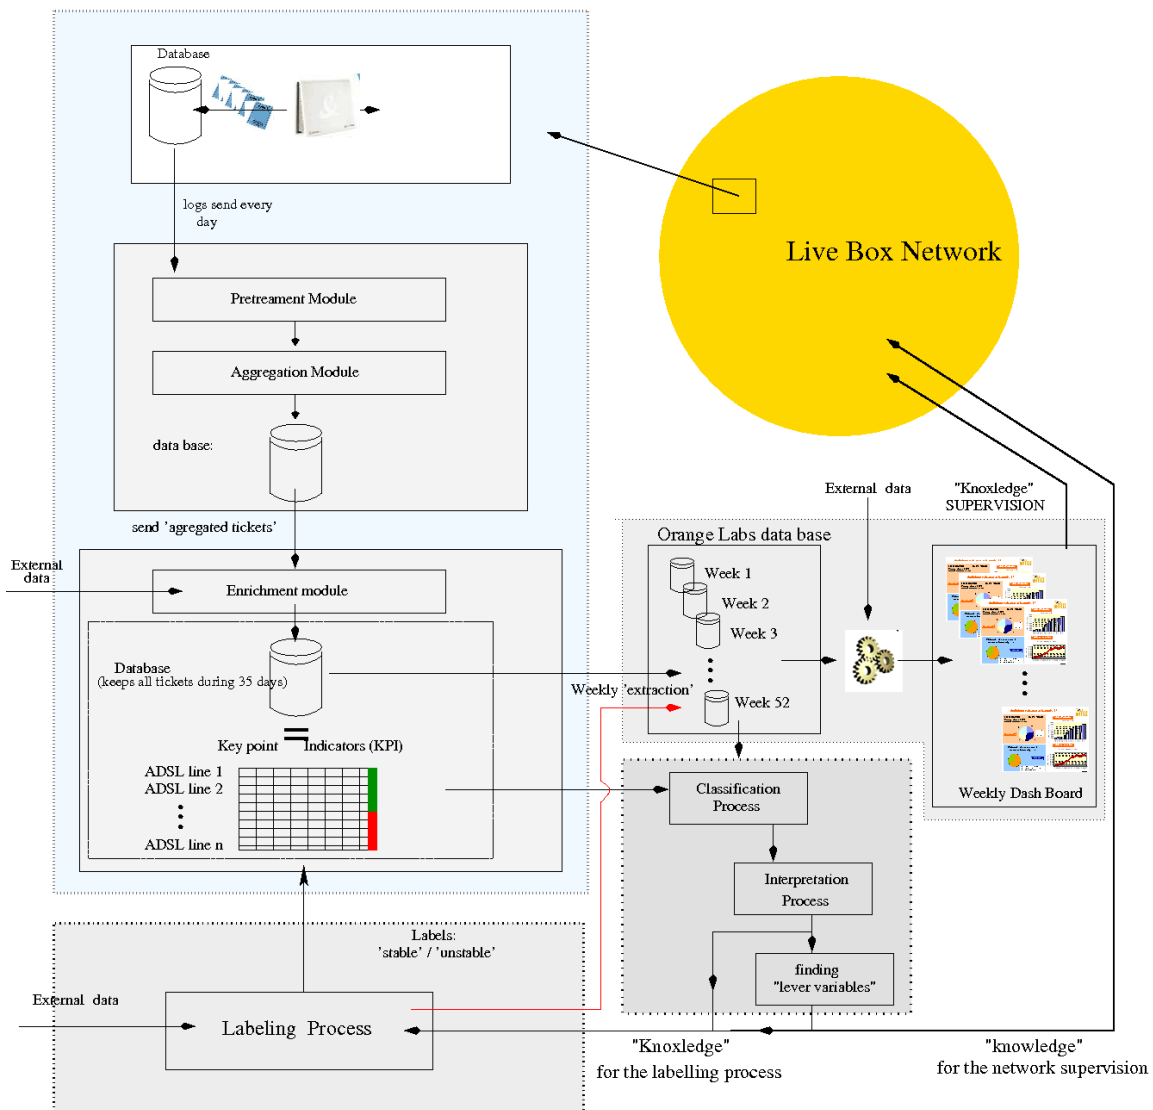 Database
logs send every
day
Pretreament Module
Aggregation Module
data base:
send 'agregated tickets'
External
data
Enrichment module
Database
(keeps all tickets during 35 days)
Key point Indicators (KPI)
ADSL line 1
ADSL line 2
ADSL line n
Labels:
'stable' / 'unstable'
External data
Labeling Process
Live Box Network
External data
"Knoxledge"
SUPERVISION
Orange Labs data base
Week 1
Week 2
Week 3
Week 52
Weekly 'extraction'
Weekly Dash Board
Classification
Process
Interpretation
Process
finding
"lever variables"
"Knoxledge"
for the labelling process
"knowledge"
for the network supervision